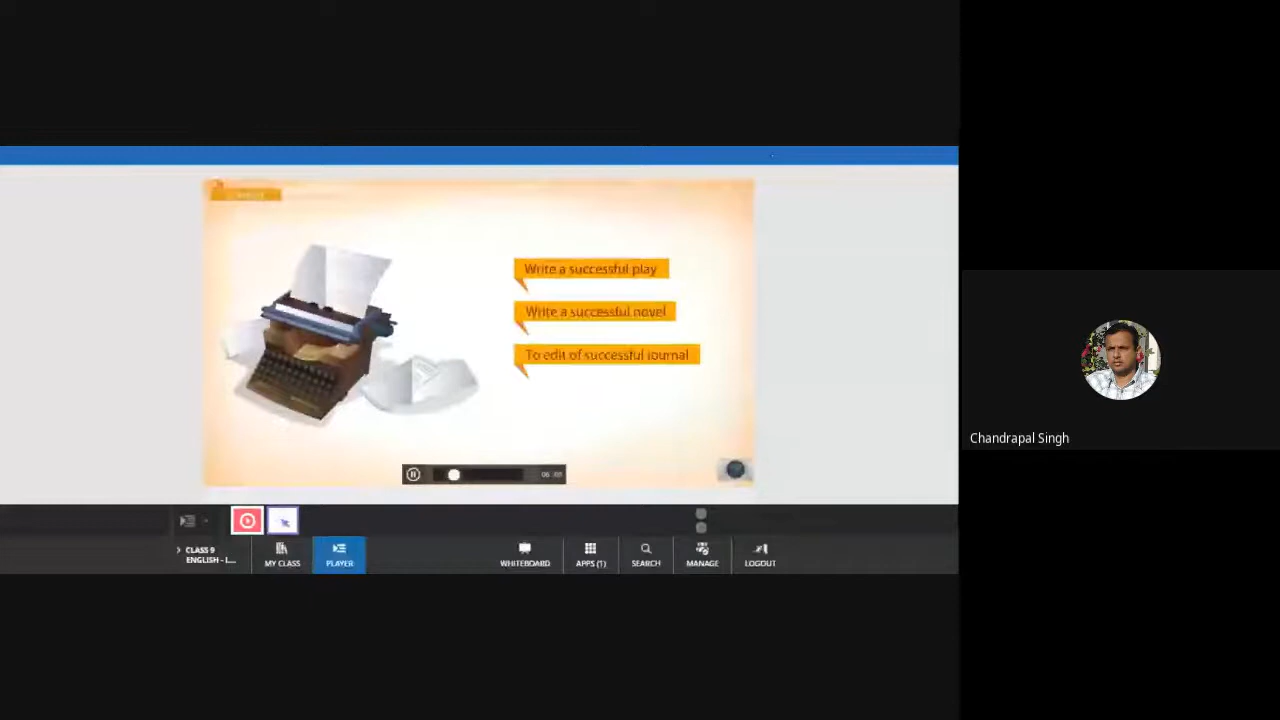 Write a successful play
Write a successful novel
To edit of successful journal
CLASS 9
ENGLISH - I...
MY CLASS
PLAYER
WHITEBOARD
APPS (1)
SEARCH
MANAGE
LOGOUT
Chandrapal Singh